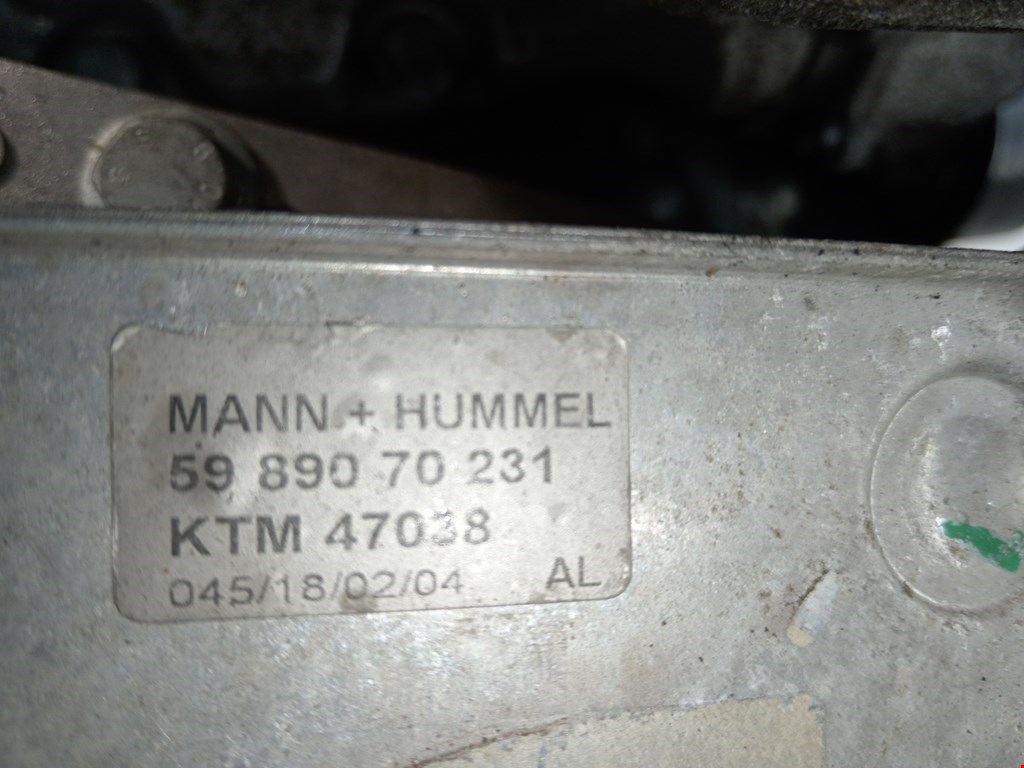 MANN + HUMMEL
59 890 70 231
KTM 47038
045/18/02/04 AL